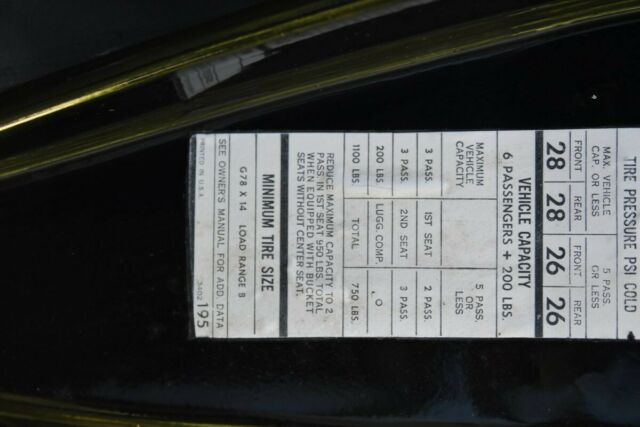 TIRE PRESSURE PSI COLD
MAX. VEHICLE CAP. OR LESS 5 PASS. OR LESS
FRONT REAR FRONT REAR
28 28 26 26
VEHICLE CAPACITY
6 PASSENGERS + 200 LBS.
MAXIMUM VEHICLE CAPACITY 5 PASS. OR LESS
3 PASS. 1ST SEAT 2 PASS.
3 PASS. 2ND SEAT 3 PASS.
200 LBS. LUGG. COMP. 0
1100 LBS. TOTAL 750 LBS.
REDUCE MAXIMUM CAPACITY TO 2
PASS. IN 1ST SEAT 950 LBS. TOTAL
WHEN EQUIPPED WITH BUCKET
SEATS WITHOUT CENTER SEAT.
MINIMUM TIRE SIZE
G78 X 14 LOAD RANGE B
SEE OWNER'S MANUAL FOR ADD. DATA
PRINTED IN U.S.A. 3402 195